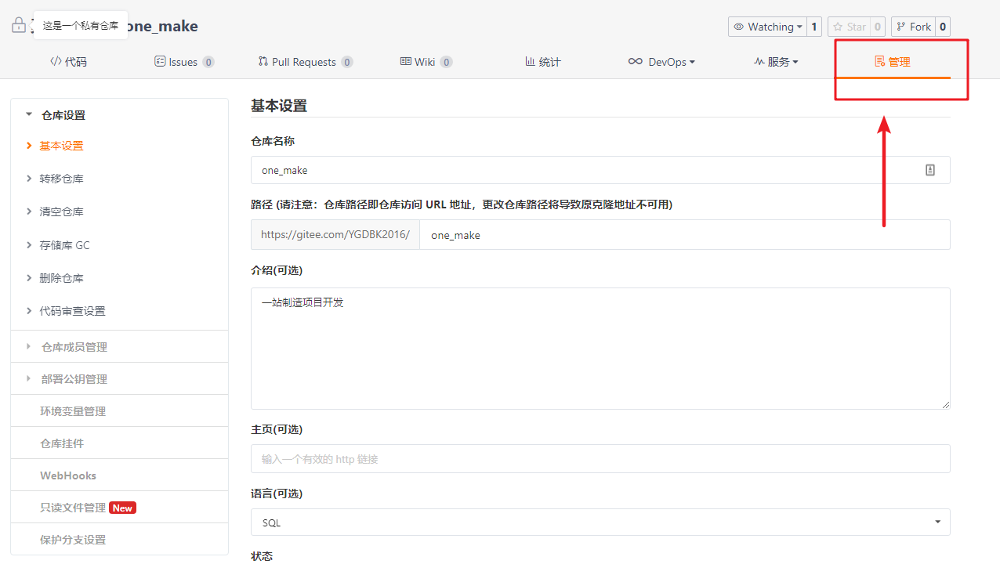 这是一个私有仓库
one_make
Watching 1
Star 0
Fork 0
代码
Issues 0
Pull Requests 0
Wiki 0
统计
DevOps
服务
管理
仓库设置
基本设置
转移仓库
清空仓库
存储库 GC
删除仓库
代码审查设置
仓库成员管理
部署公钥管理
环境变量管理
仓库挂件
WebHooks
只读文件管理 New
保护分支设置
基本设置
仓库名称
one_make
路径 (请注意：仓库路径即仓库访问 URL 地址，更改仓库路径将导致原克隆地址不可用)
https://gitee.com/YGDBK2016/ one_make
介绍(可选)
一站制造项目开发
主页(可选)
输入一个有效的 http 链接
语言(可选)
SQL
状态